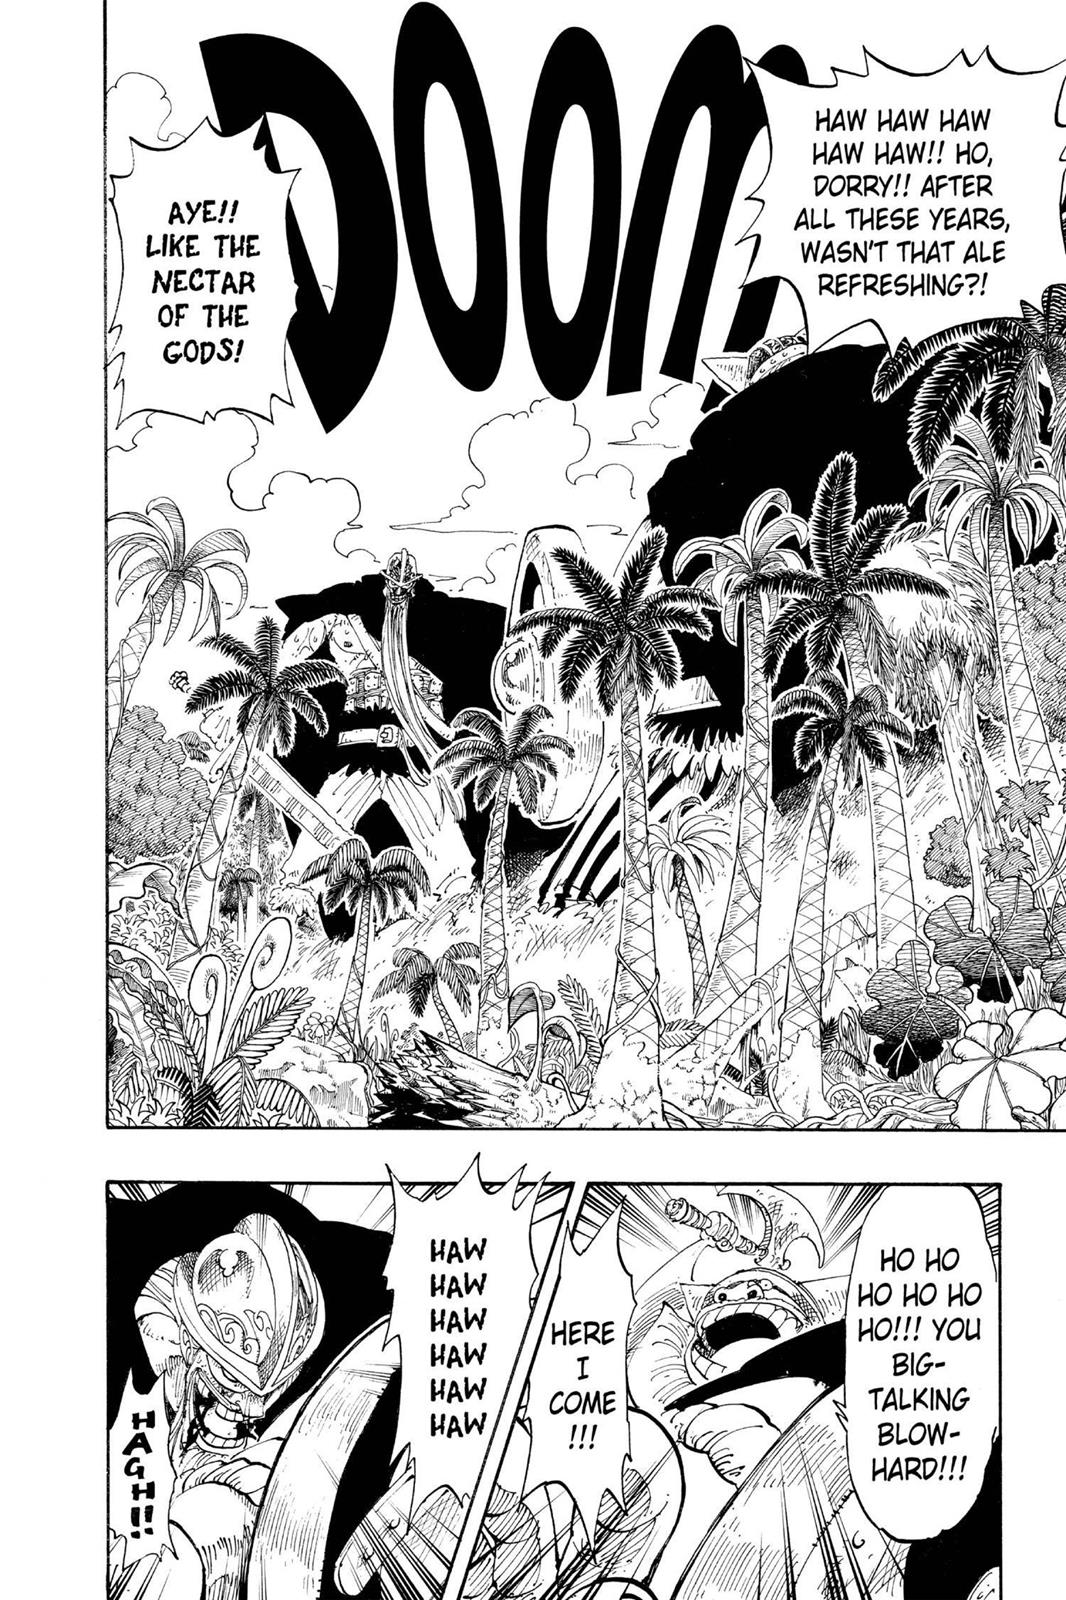 HAW HAW HAW
HAW HAW!! HO,
DORRY!! AFTER
ALL THESE YEARS,
WASN'T THAT ALE
REFRESHING?!
DOOM
AYE!!
LIKE THE
NECTAR
OF THE
GODS!
HO HO
HO HO HO
HO!!! YOU
BIG-
TALKING
BLOW-
HARD!!!
HERE
I
COME
!!!
HAW
HAW
HAW
HAW
HAW
HAW
HAGH!!